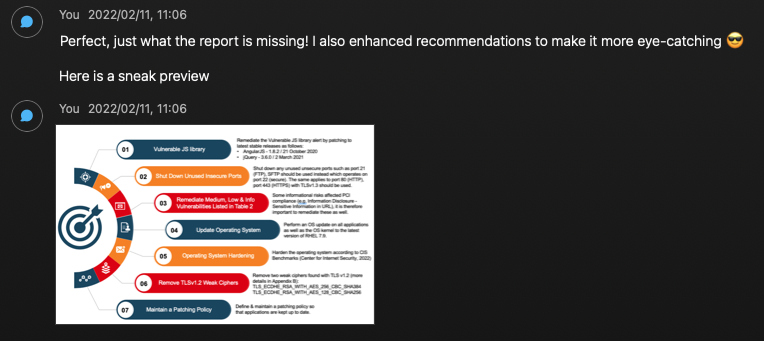 You 2022/02/11, 11:06
Perfect, just what the report is missing! I also enhanced recommendations to make it more eye-catching 😎
Here is a sneak preview
You 2022/02/11, 11:06
01 Vulnerable JS library
Remediate the Vulnerable JS library alert by patching to
latest stable releases as follows:
• AngularJS - 1.8.2 / 21 October 2020
• jQuery - 3.6.0 / 2 March 2021
02 Shut Down Unused Insecure Ports
Shut down any unused insecure ports such as port 21
(FTP), SFTP should be used instead which operates on
port 22 (secure). The same applies to port 80 (HTTP),
port 443 (HTTPS) with TLSv1.3 should be used.
03 Remediate Medium, Low & Info
Vulnerabilities Listed in Table 2
Some informational risks affected PCI
compliance (e.g. Information Disclosure -
Sensitive Information in URL), it is therefore
important to remediate these as well.
04 Update Operating System
Perform an OS update on all applications
as well as the OS kernel to the latest
version of RHEL 7.9.
05 Operating System Hardening
Harden the operating system according to CIS
Benchmarks (Center for Internet Security, 2022)
06 Remove TLSv1.2 Weak Ciphers
Remove two weak ciphers found with TLS v1.2 (more
details in Appendix B):
TLS_ECDHE_RSA_WITH_AES_256_CBC_SHA384
TLS_ECDHE_RSA_WITH_AES_128_CBC_SHA256
07 Maintain a Patching Policy
Define & maintain a patching policy so
that applications are kept up to date.